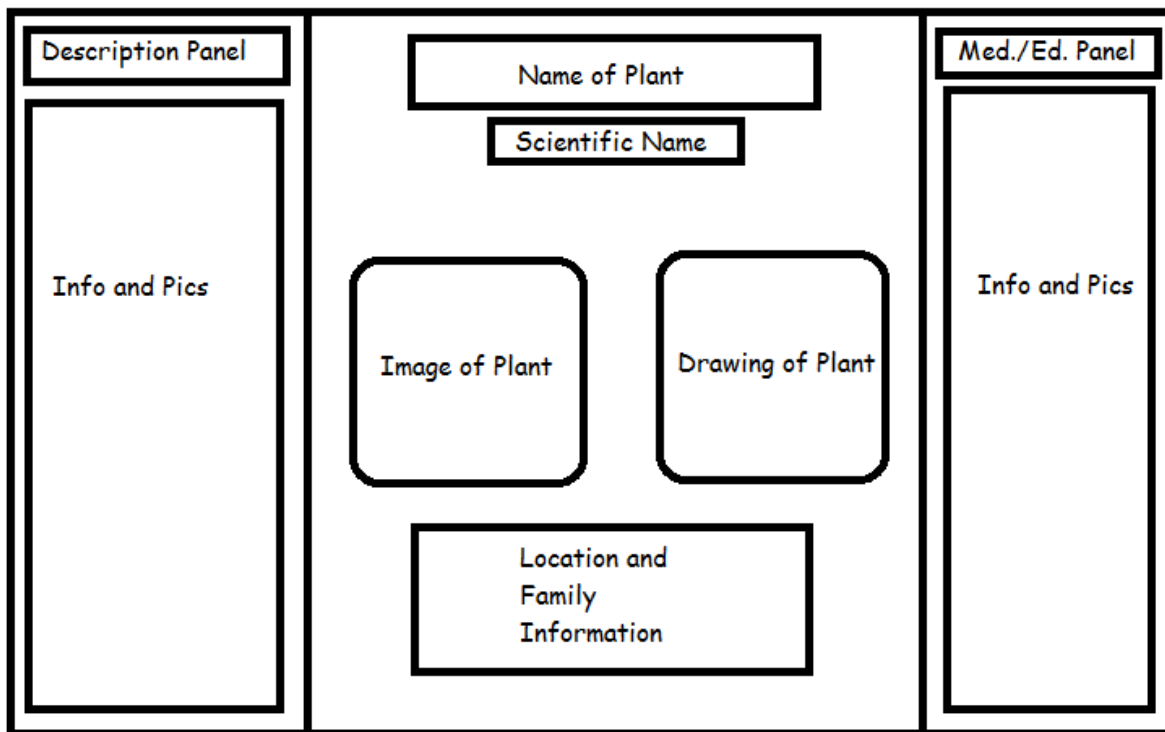 Description Panel
Info and Pics
Name of Plant
Scientific Name
Image of Plant
Drawing of Plant
Location and
Family
Information
Med./Ed. Panel
Info and Pics